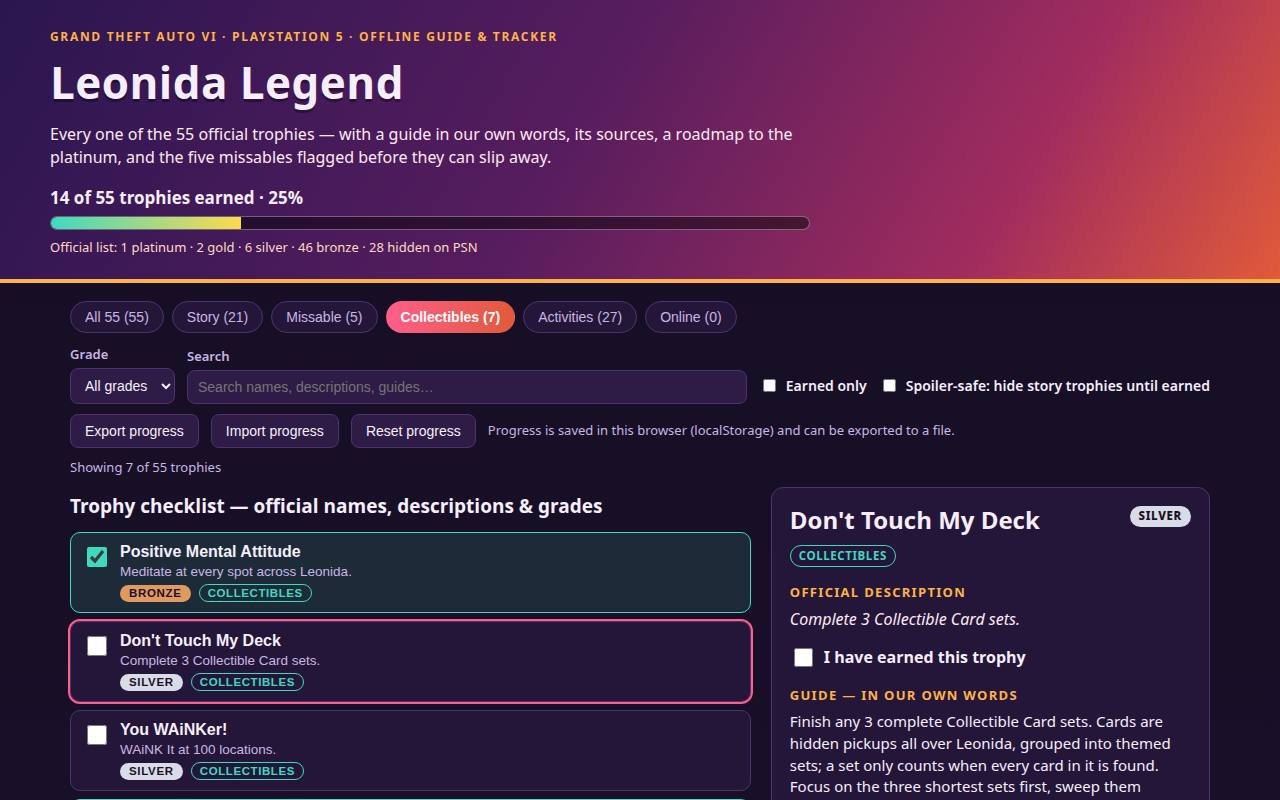 GRAND THEFT AUTO VI · PLAYSTATION 5 · OFFLINE GUIDE & TRACKER
Leonida Legend
Every one of the 55 official trophies — with a guide in our own words, its sources, a roadmap to the
platinum, and the five missables flagged before they can slip away.
14 of 55 trophies earned · 25%
Official list: 1 platinum · 2 gold · 6 silver · 46 bronze · 28 hidden on PSN
All 55 (55)
Story (21)
Missable (5)
Collectibles (7)
Activities (27)
Online (0)
Grade
Search
All grades
Search names, descriptions, guides…
Earned only
Spoiler-safe: hide story trophies until earned
Export progress
Import progress
Reset progress
Progress is saved in this browser (localStorage) and can be exported to a file.
Showing 7 of 55 trophies
Trophy checklist — official names, descriptions & grades
Positive Mental Attitude
Meditate at every spot across Leonida.
BRONZE
COLLECTIBLES
Don't Touch My Deck
Complete 3 Collectible Card sets.
SILVER
COLLECTIBLES
You WAiNKer!
WAiNK It at 100 locations.
SILVER
COLLECTIBLES
Don't Touch My Deck
SILVER
COLLECTIBLES
OFFICIAL DESCRIPTION
Complete 3 Collectible Card sets.
I have earned this trophy
GUIDE — IN OUR OWN WORDS
Finish any 3 complete Collectible Card sets. Cards are
hidden pickups all over Leonida, grouped into themed
sets; a set only counts when every card in it is found.
Focus on the three shortest sets first, sweep them